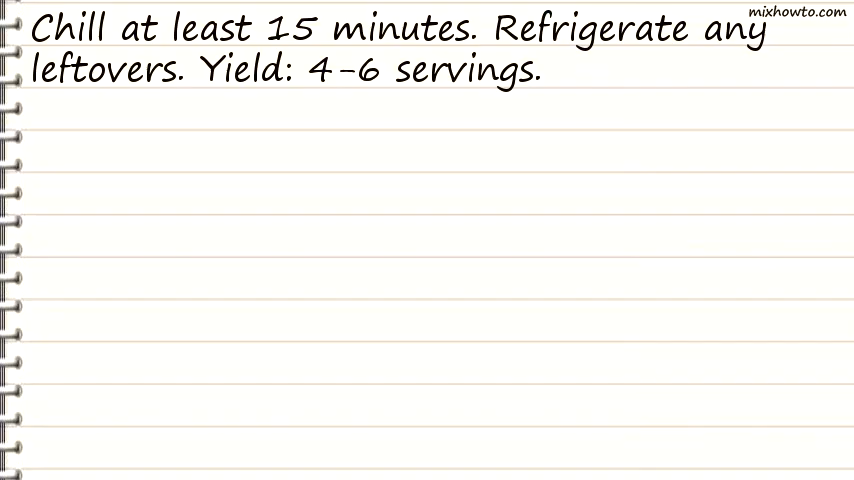 mixhowto.com
Chill at least 15 minutes. Refrigerate any
leftovers. Yield: 4-6 servings.